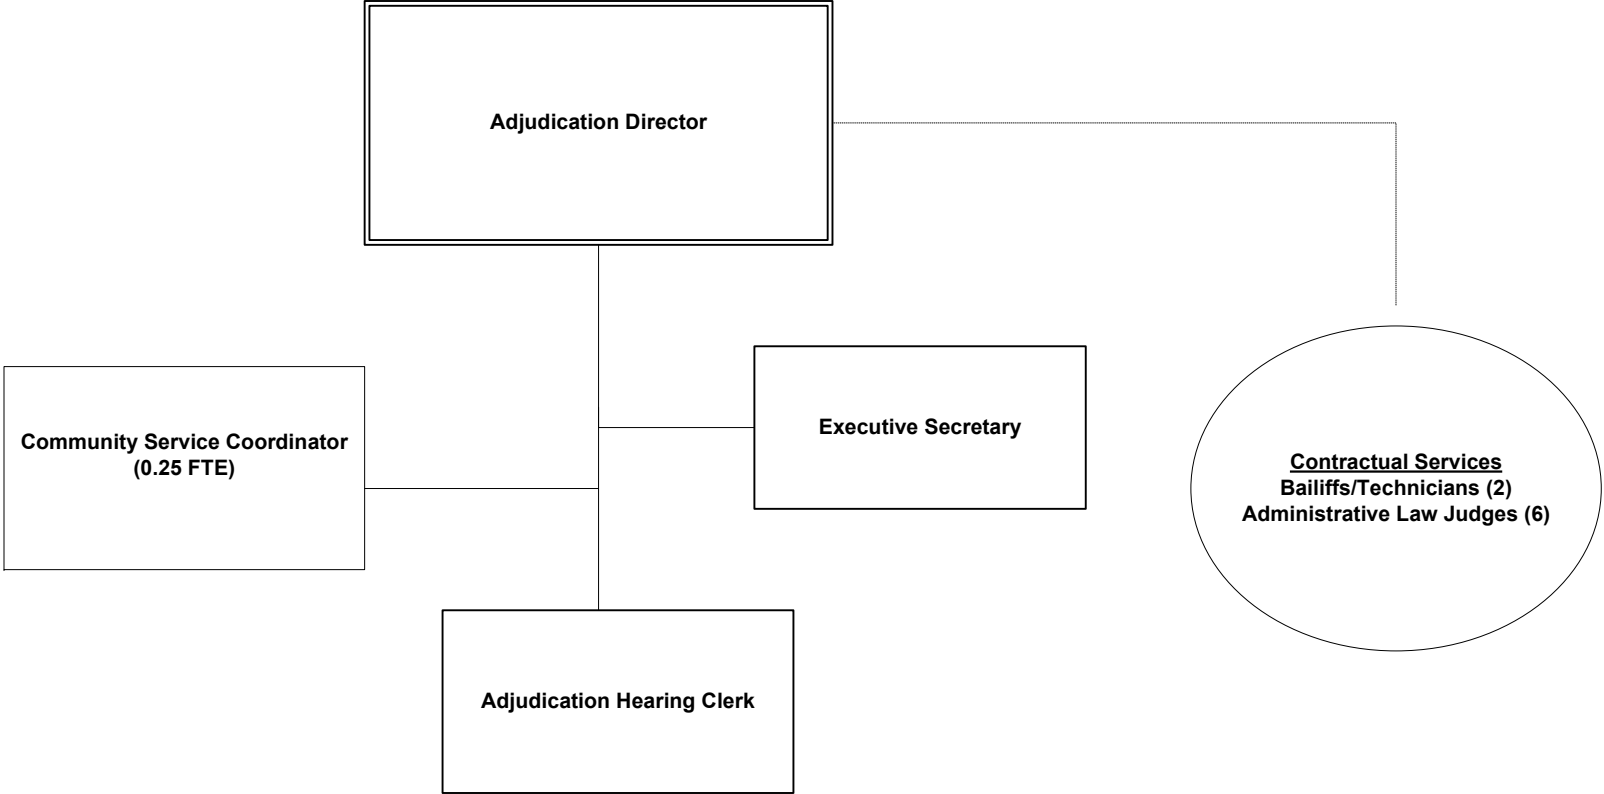 Adjudication Director
Executive Secretary
Community Service Coordinator
(0.25 FTE)
Contractual Services
Bailiffs/Technicians (2)
Administrative Law Judges (6)
Adjudication Hearing Clerk